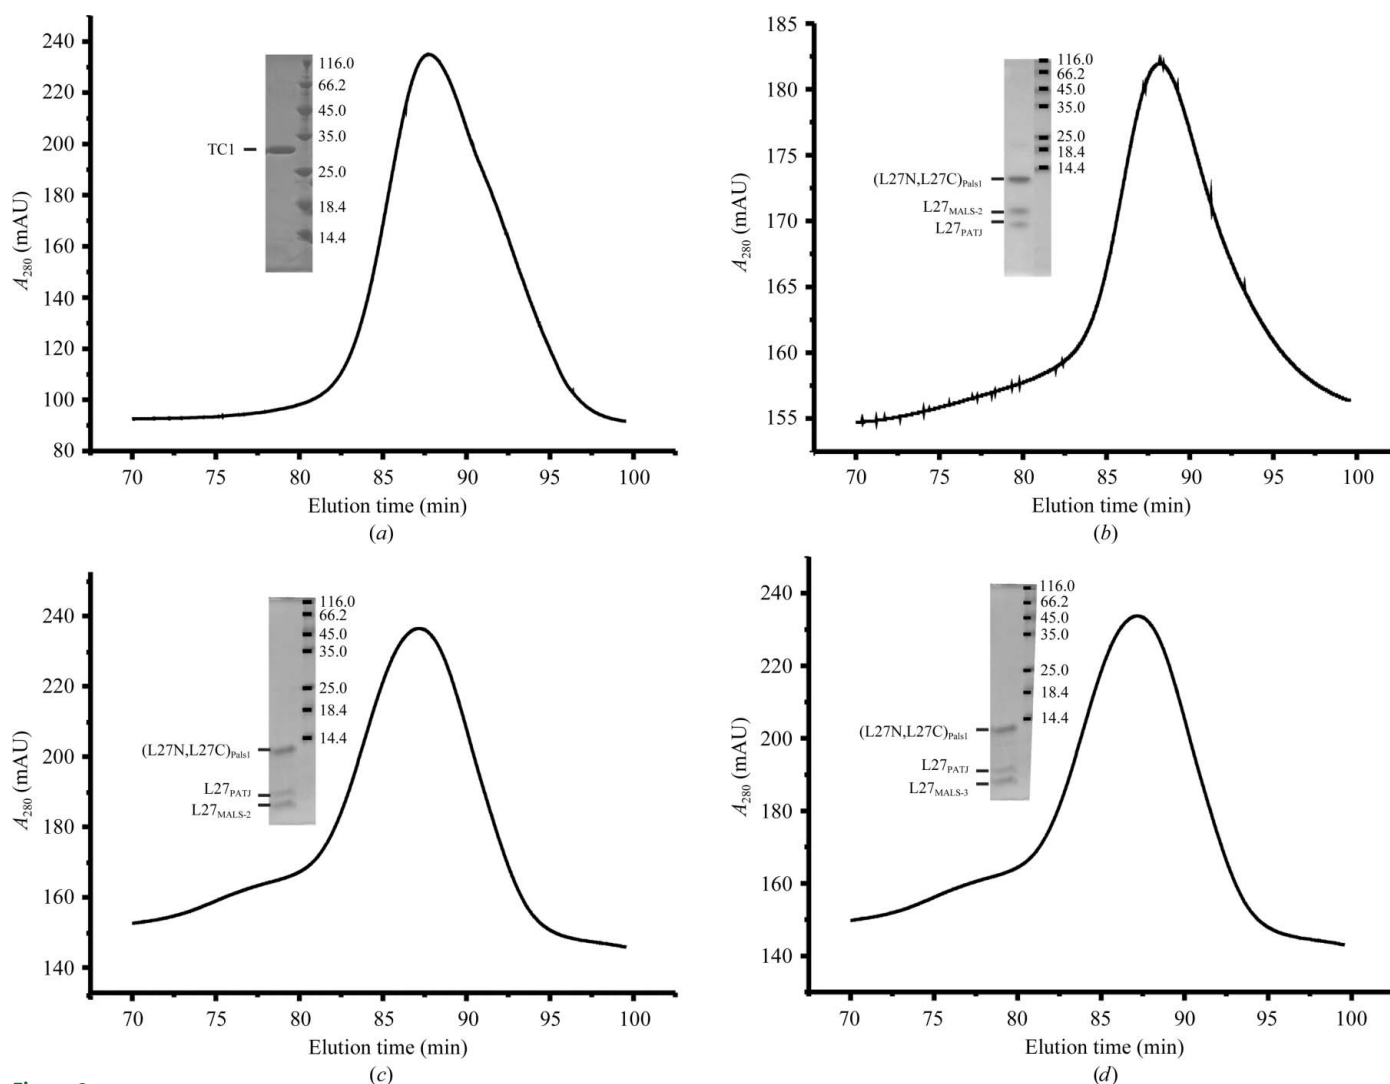 240
220
200
180
160
140
120
100
80
A280 (mAU)
116.0
66.2
45.0
35.0
25.0
18.4
14.4
TC1
70 75 80 85 90 95 100
Elution time (min)
(a)
185
180
175
170
165
160
155
A280 (mAU)
116.0
66.2
45.0
35.0
25.0
18.4
14.4
(L27N,L27C)Pals1
L27MALS-2
L27PATJ
70 75 80 85 90 95 100
Elution time (min)
(b)
240
220
200
180
160
140
A280 (mAU)
116.0
66.2
45.0
35.0
25.0
18.4
14.4
(L27N,L27C)Pals1
L27PATJ
L27MALS-2
70 75 80 85 90 95 100
Elution time (min)
(c)
240
220
200
180
160
140
A280 (mAU)
116.0
66.2
45.0
35.0
25.0
18.4
14.4
(L27N,L27C)Pals1
L27PATJ
L27MALS-3
70 75 80 85 90 95 100
Elution time (min)
(d)